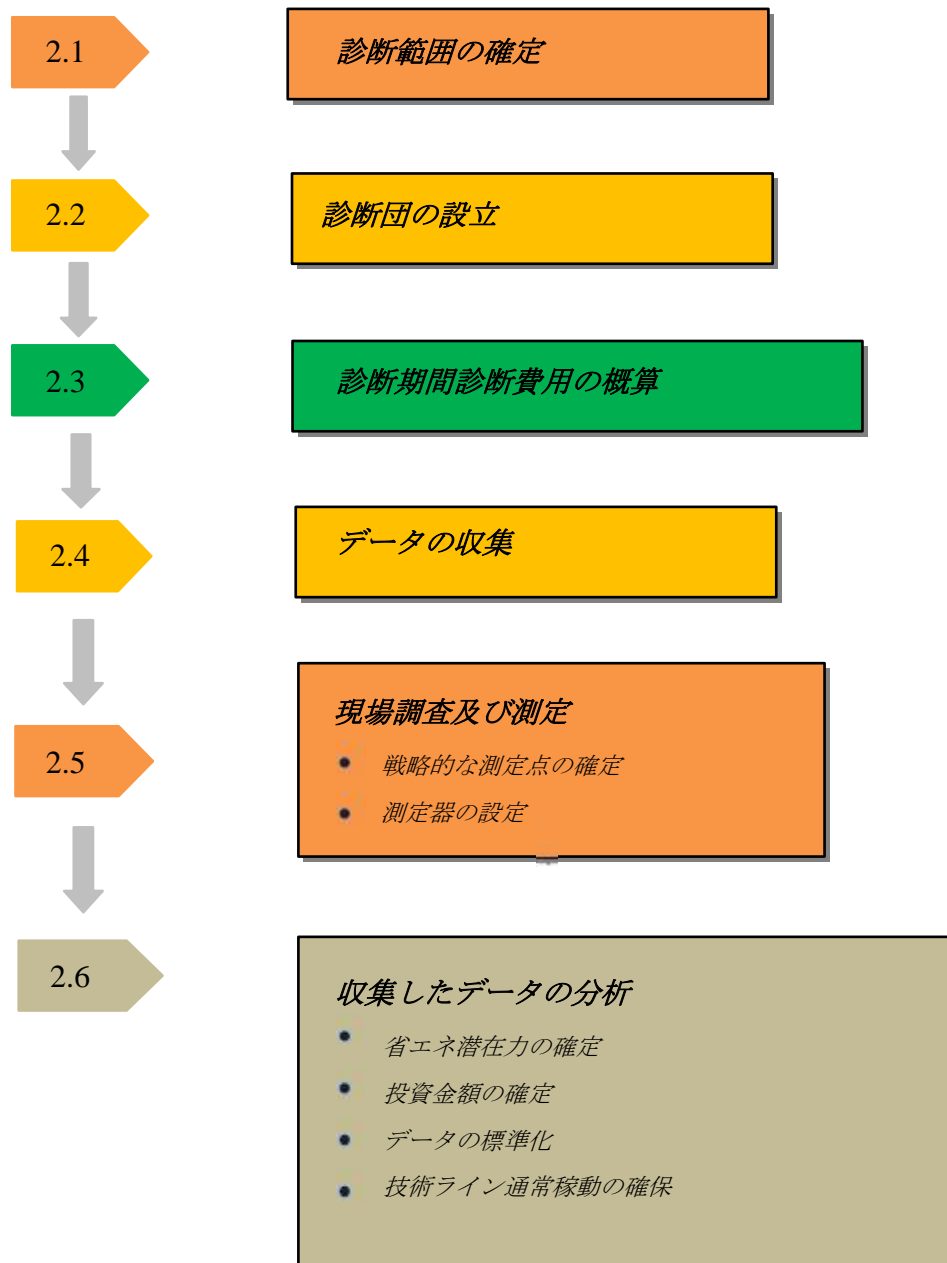 2.1
診断範囲の確定
2.2
診断団の設立
2.3
診断期間診断費用の概算
2.4
データの収集
2.5
現場調査及び測定
戦略的な測定点の確定
測定器の設定
2.6
収集したデータの分析
省エネ潜在力の確定
投資金額の確定
データの標準化
技術ライン通常稼動の確保